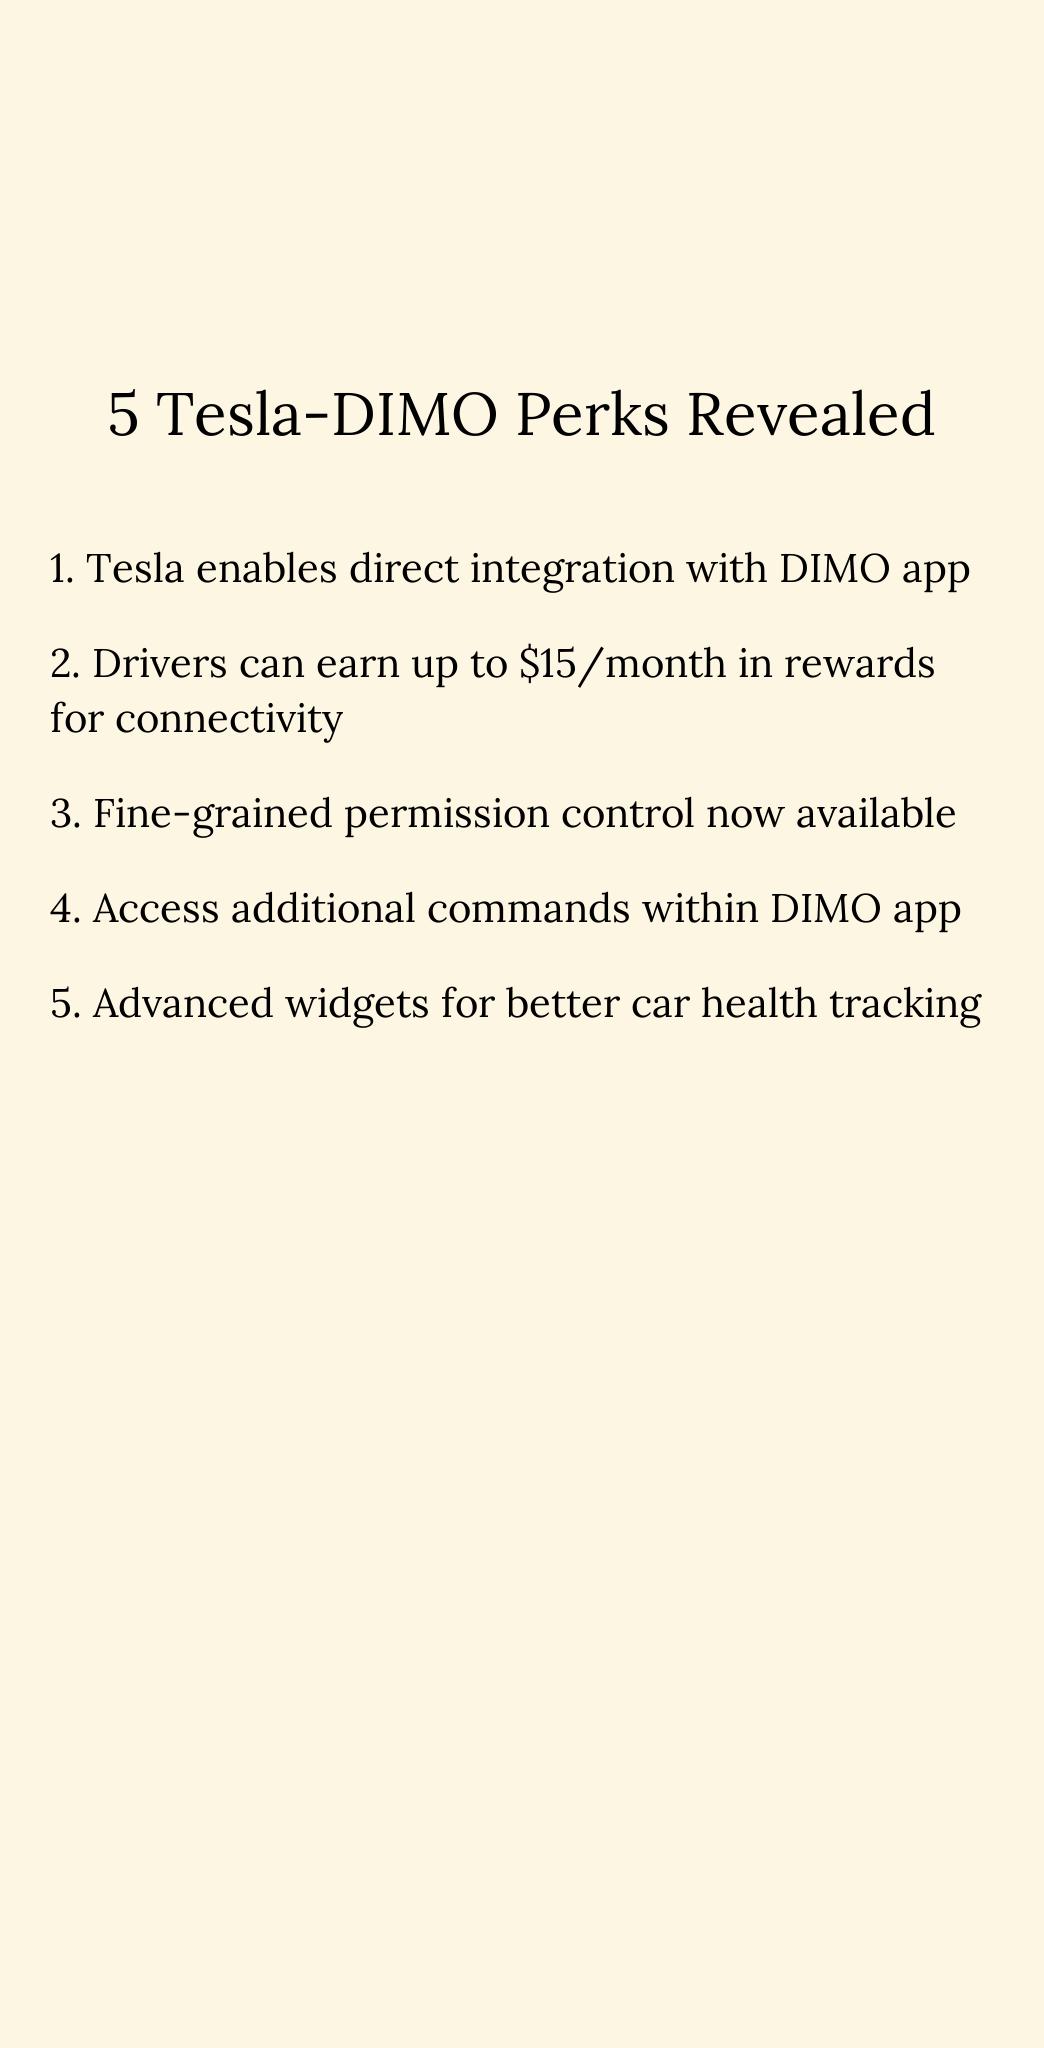 5 Tesla-DIMO Perks Revealed
1. Tesla enables direct integration with DIMO app
2. Drivers can earn up to $15/month in rewards
for connectivity
3. Fine-grained permission control now available
4. Access additional commands within DIMO app
5. Advanced widgets for better car health tracking